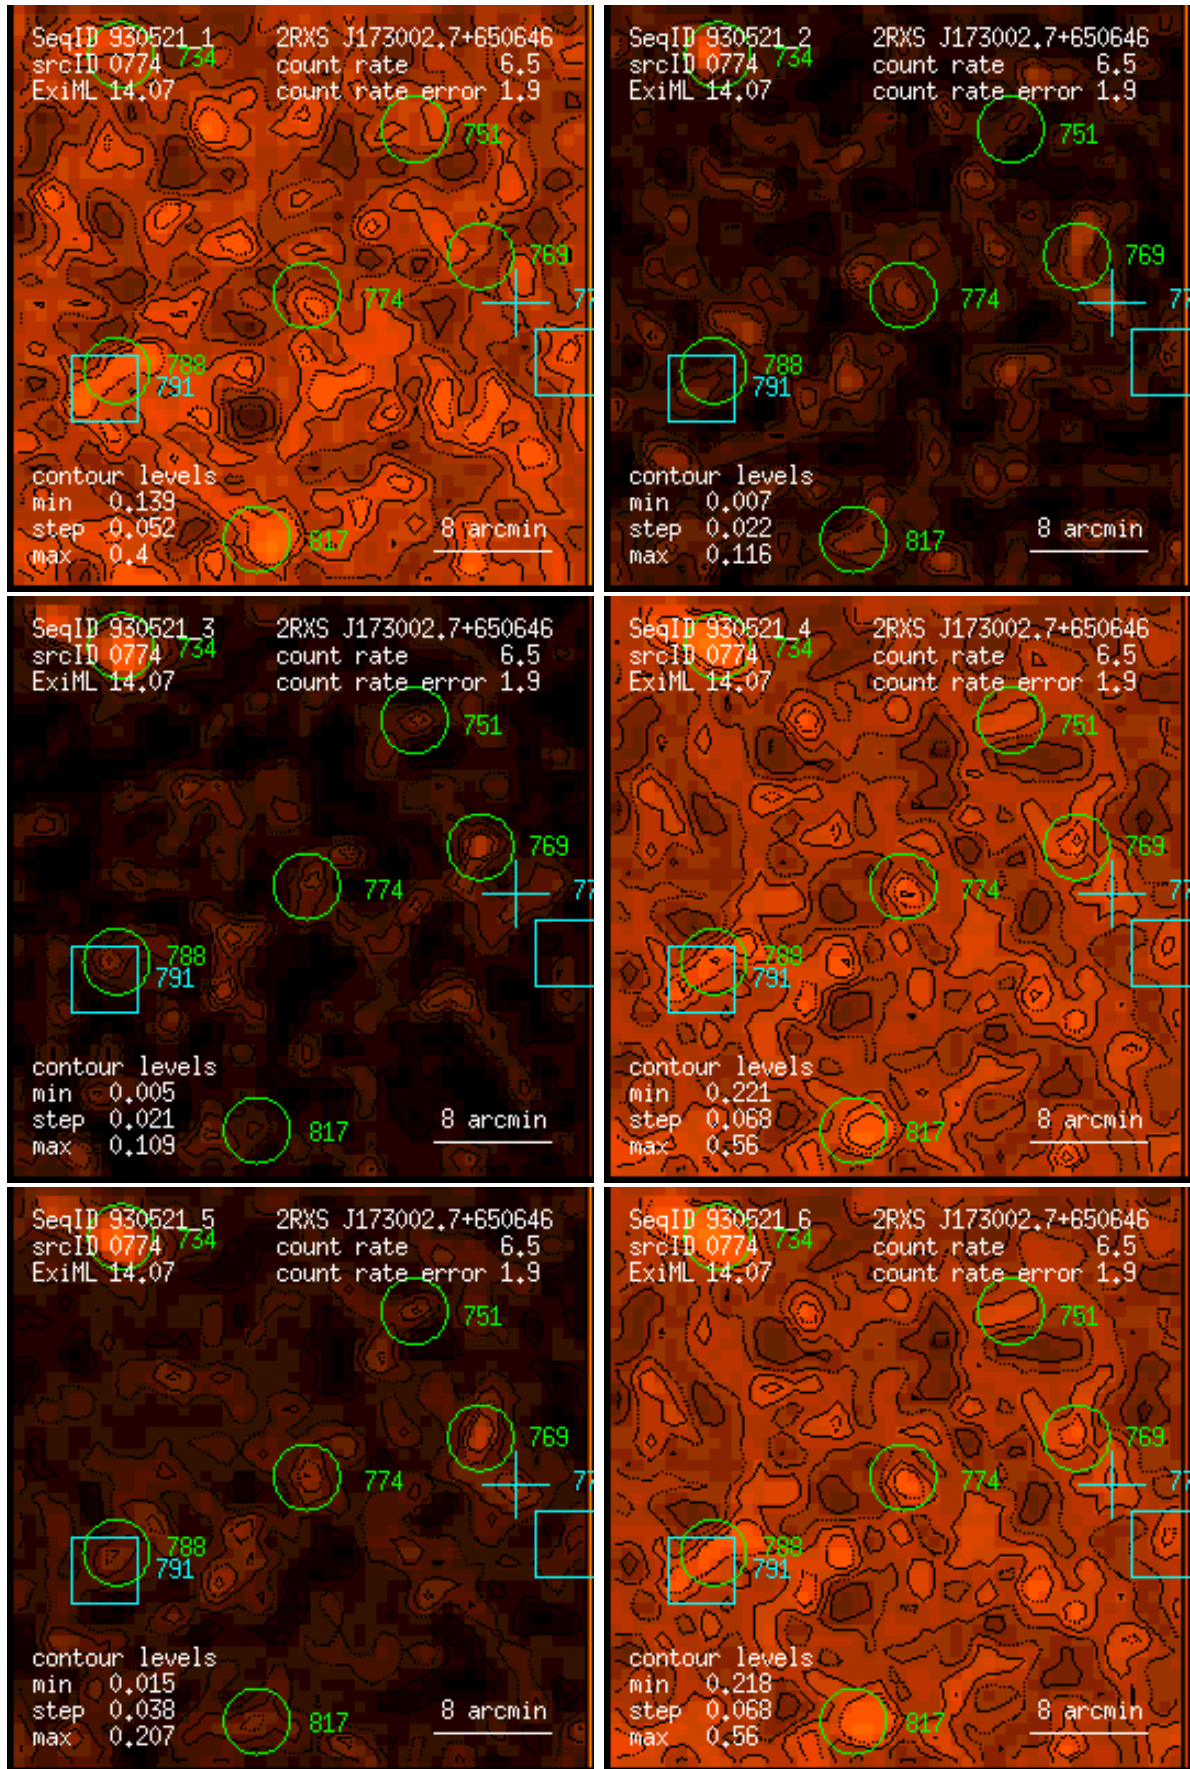 SeqID 930521_1 2RXS J173002.7+650646
srcID 0774 734 count rate 6.5
ExiML 14.07 count rate error 1.9
751
769
774 77
788
791
contour levels
min 0.139
step 0.052 817 8 arcmin
max 0.4
SeqID 930521_2 2RXS J173002.7+650646
srcID 0774 734 count rate 6.5
ExiML 14.07 count rate error 1.9
751
769
774 77
788
791
contour levels
min 0.007
step 0.022 817 8 arcmin
max 0.116
SeqID 930521_3 2RXS J173002.7+650646
srcID 0774 734 count rate 6.5
ExiML 14.07 count rate error 1.9
751
769
774 77
788
791
contour levels
min 0.005
step 0.021 817 8 arcmin
max 0.109
SeqID 930521_4 2RXS J173002.7+650646
srcID 0774 734 count rate 6.5
ExiML 14.07 count rate error 1.9
751
769
774 77
788
791
contour levels
min 0.221
step 0.068 817 8 arcmin
max 0.56
SeqID 930521_5 2RXS J173002.7+650646
srcID 0774 734 count rate 6.5
ExiML 14.07 count rate error 1.9
751
769
774 77
788
791
contour levels
min 0.015
step 0.038 817 8 arcmin
max 0.207
SeqID 930521_6 2RXS J173002.7+650646
srcID 0774 734 count rate 6.5
ExiML 14.07 count rate error 1.9
751
769
774 77
788
791
contour levels
min 0.218
step 0.068 817 8 arcmin
max 0.56